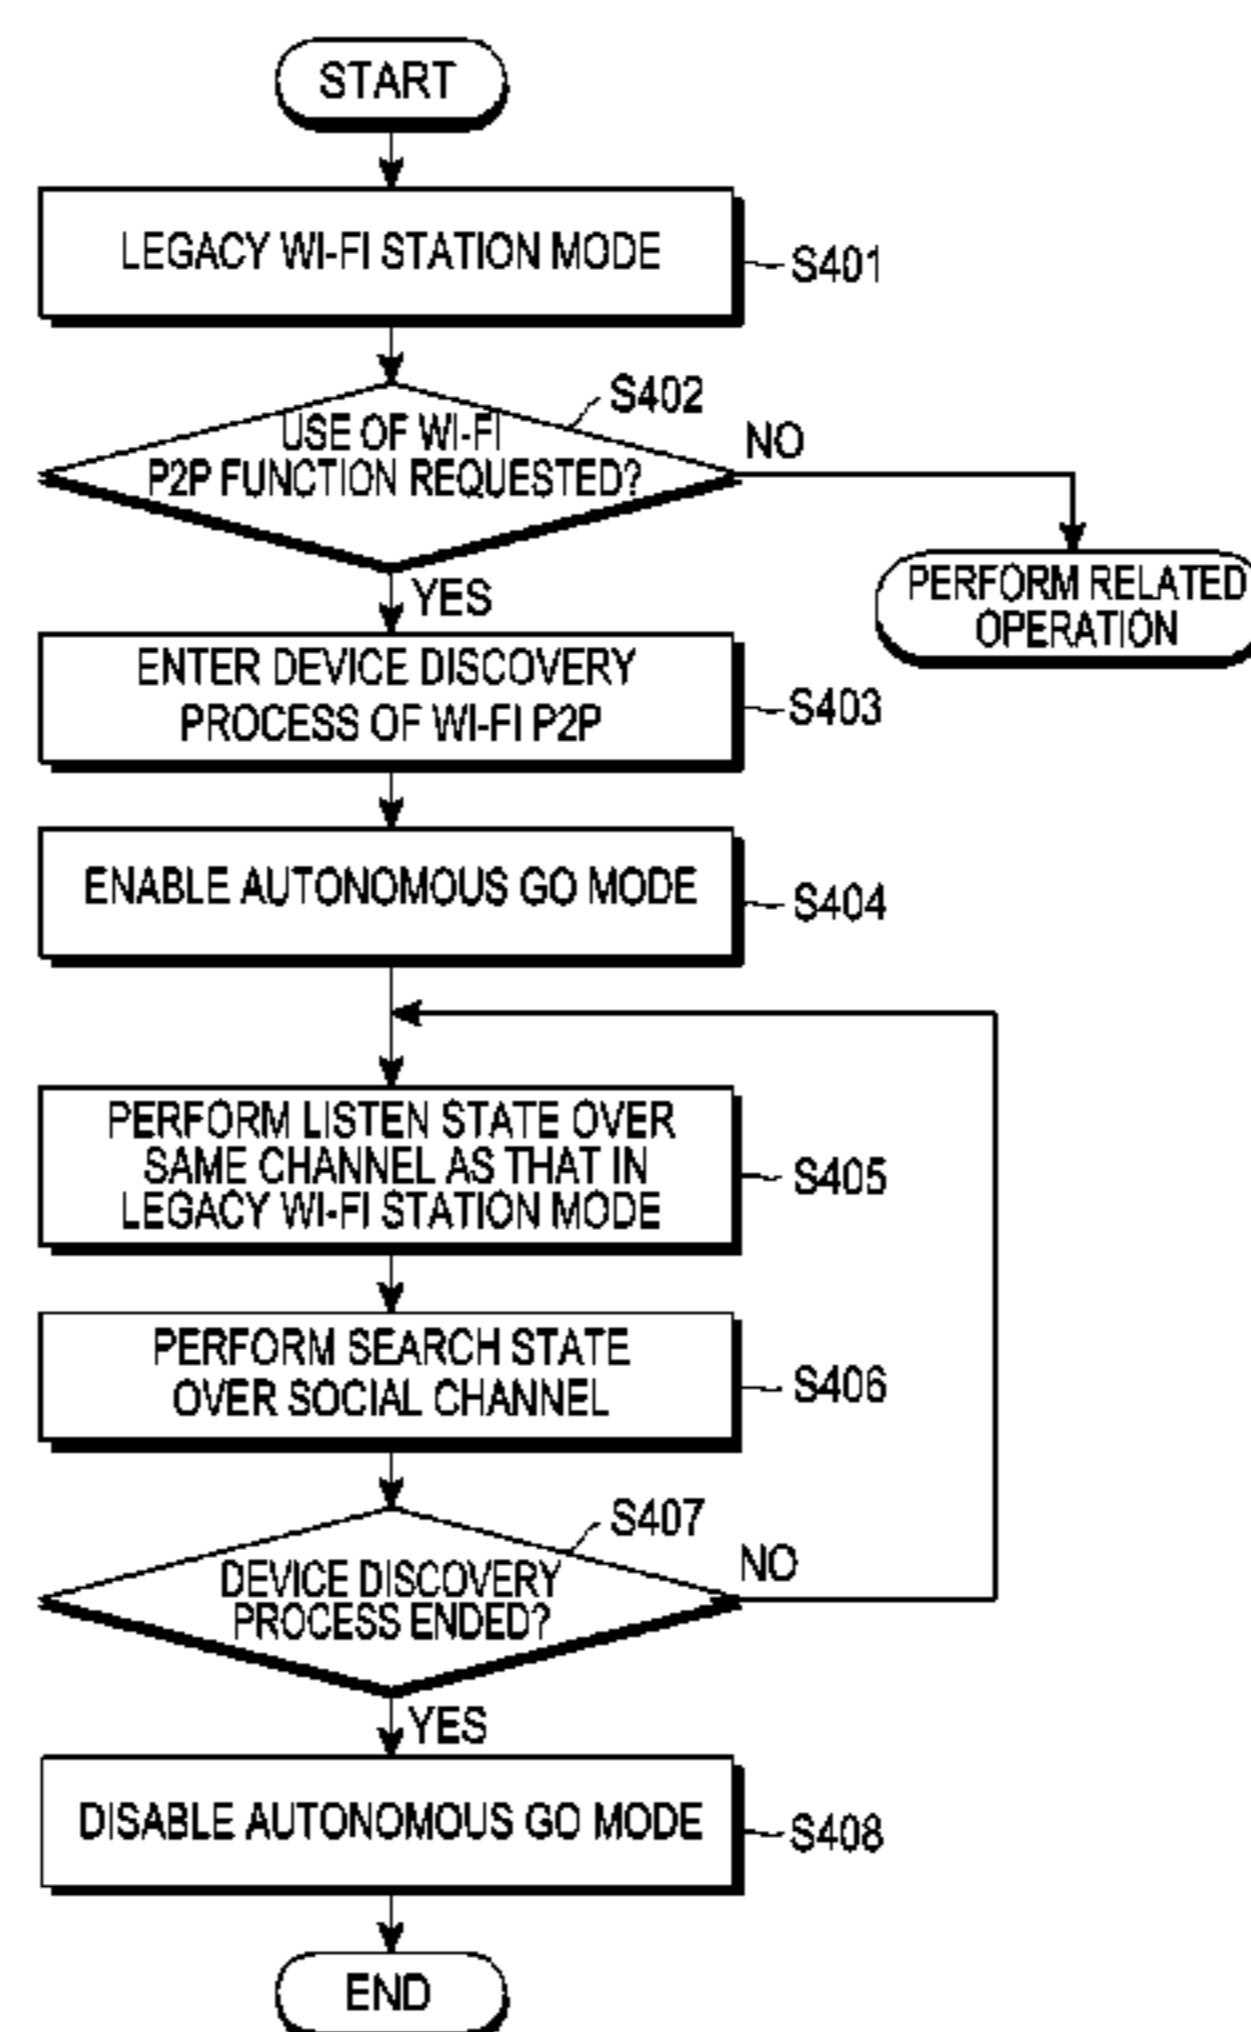 START
LEGACY WI-FI STATION MODE
S401
S402
USE OF WI-FI
P2P FUNCTION REQUESTED?
NO
PERFORM RELATED
OPERATION
YES
ENTER DEVICE DISCOVERY
PROCESS OF WI-FI P2P
S403
ENABLE AUTONOMOUS GO MODE
S404
PERFORM LISTEN STATE OVER
SAME CHANNEL AS THAT IN
LEGACY WI-FI STATION MODE
S405
PERFORM SEARCH STATE
OVER SOCIAL CHANNEL
S406
S407
DEVICE DISCOVERY
PROCESS ENDED?
NO
YES
DISABLE AUTONOMOUS GO MODE
S408
END